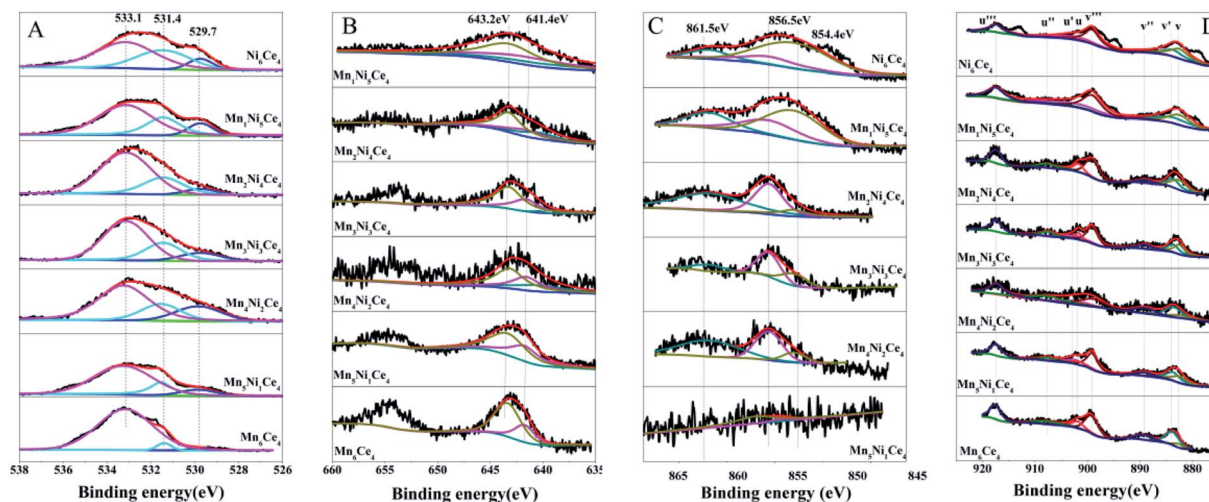 A
533.1
531.4
529.7
Ni6Ce4
Mn1Ni5Ce4
Mn2Ni4Ce4
Mn3Ni3Ce4
Mn4Ni2Ce4
Mn5Ni1Ce4
Mn6Ce4
538 536 534 532 530 528 526
Binding energy(eV)
B
643.2eV
641.4eV
Mn1Ni5Ce4
Mn2Ni4Ce4
Mn3Ni3Ce4
Mn4Ni2Ce4
Mn5Ni1Ce4
Mn6Ce4
660 655 650 645 640 635
Binding energy(eV)
C
861.5eV
856.5eV
854.4eV
Ni6Ce4
Mn1Ni5Ce4
Mn2Ni4Ce4
Mn3Ni3Ce4
Mn4Ni2Ce4
Mn5Ni1Ce4
865 860 855 850 845
Binding energy(eV)
D
u''' u'' u' u v''' v'' v' v
Ni6Ce4
Mn1Ni5Ce4
Mn2Ni4Ce4
Mn3Ni3Ce4
Mn4Ni2Ce4
Mn5Ni1Ce4
Mn6Ce4
920 910 900 890 880
Binding energy(eV)